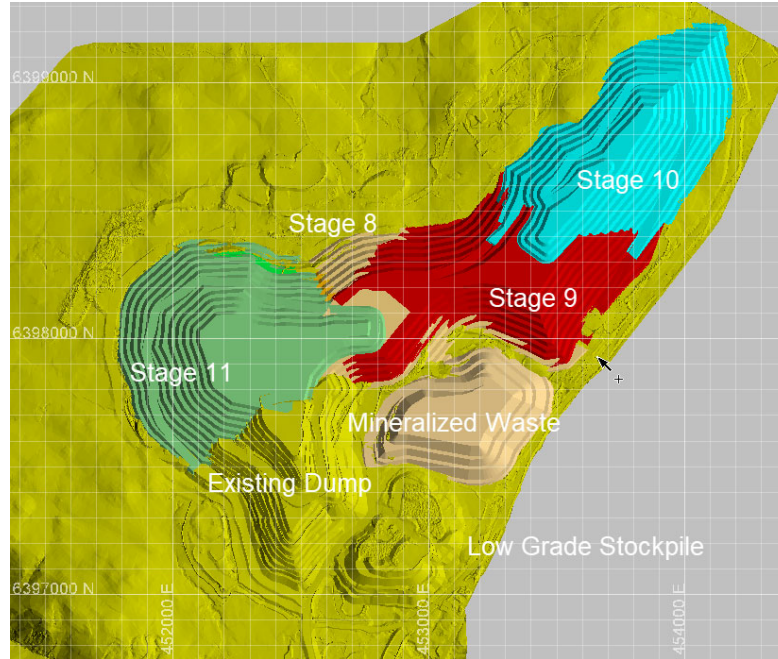 6399000 N
Stage 10
Stage 8
Stage 9
6398000 N
Stage 11
Mineralized Waste
Existing Dump
Low Grade Stockpile
6397000 N
452000 E
453000 E
454000 E